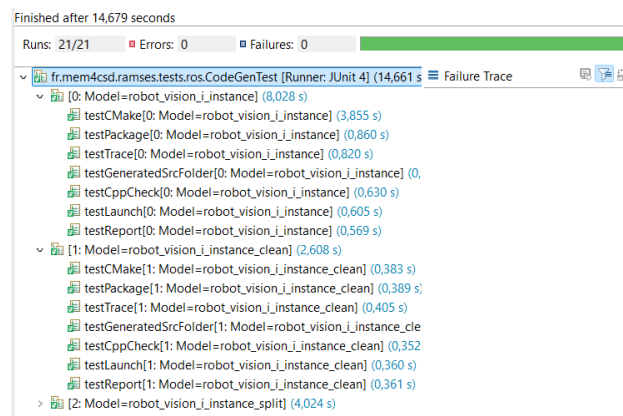 Finished after 14,679 seconds
Runs: 21/21 Errors: 0 Failures: 0
fr.mem4csd.ramses.tests.ros.CodeGenTest [Runner: JUnit 4] (14,661 s
Failure Trace
[0: Model=robot_vision_i_instance] (8,028 s)
testCMake[0: Model=robot_vision_i_instance] (3,855 s)
testPackage[0: Model=robot_vision_i_instance] (0,860 s)
testTrace[0: Model=robot_vision_i_instance] (0,820 s)
testGeneratedSrcFolder[0: Model=robot_vision_i_instance] (0,
testCppCheck[0: Model=robot_vision_i_instance] (0,630 s)
testLaunch[0: Model=robot_vision_i_instance] (0,605 s)
testReport[0: Model=robot_vision_i_instance] (0,569 s)
[1: Model=robot_vision_i_instance_clean] (2,608 s)
testCMake[1: Model=robot_vision_i_instance_clean] (0,383 s)
testPackage[1: Model=robot_vision_i_instance_clean] (0,389 s)
testTrace[1: Model=robot_vision_i_instance_clean] (0,405 s)
testGeneratedSrcFolder[1: Model=robot_vision_i_instance_cle
testCppCheck[1: Model=robot_vision_i_instance_clean] (0,352
testLaunch[1: Model=robot_vision_i_instance_clean] (0,360 s)
testReport[1: Model=robot_vision_i_instance_clean] (0,361 s)
[2: Model=robot_vision_i_instance_split] (4,024 s)